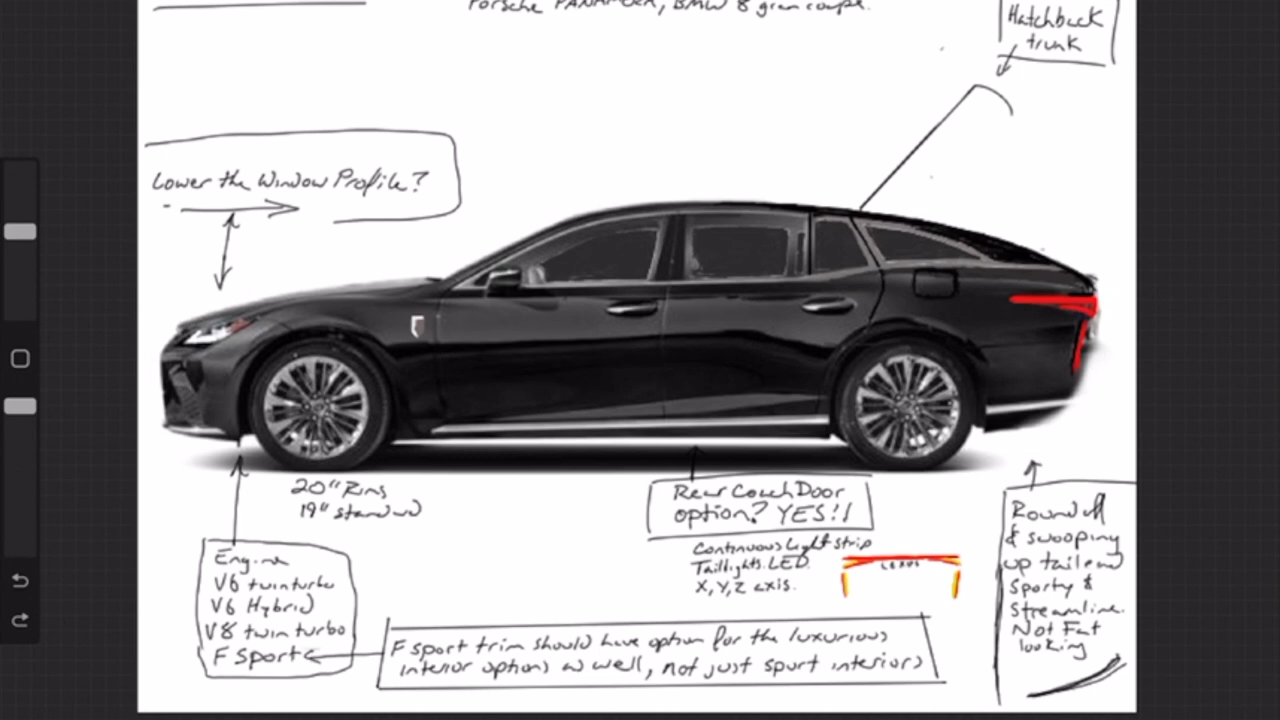 Porsche PANAMERA, BMW 8 gran coupe.
Hatchback
trunk
Lower the Window Profile?
20" Rims
19" standard
Rear Coach Door
option? YES!!
Continuous Light strip
Taillights. LED.
X, Y, Z axis.
LEXUS
Engine
V6 twin turbo
V6 Hybrid
V8 twin turbo
F Sport
F sport trim should have option for the luxurious
interior options as well, not just sport interiors
Round off
& swooping
up tail end
Sporty &
Streamline.
Not Fat
looking